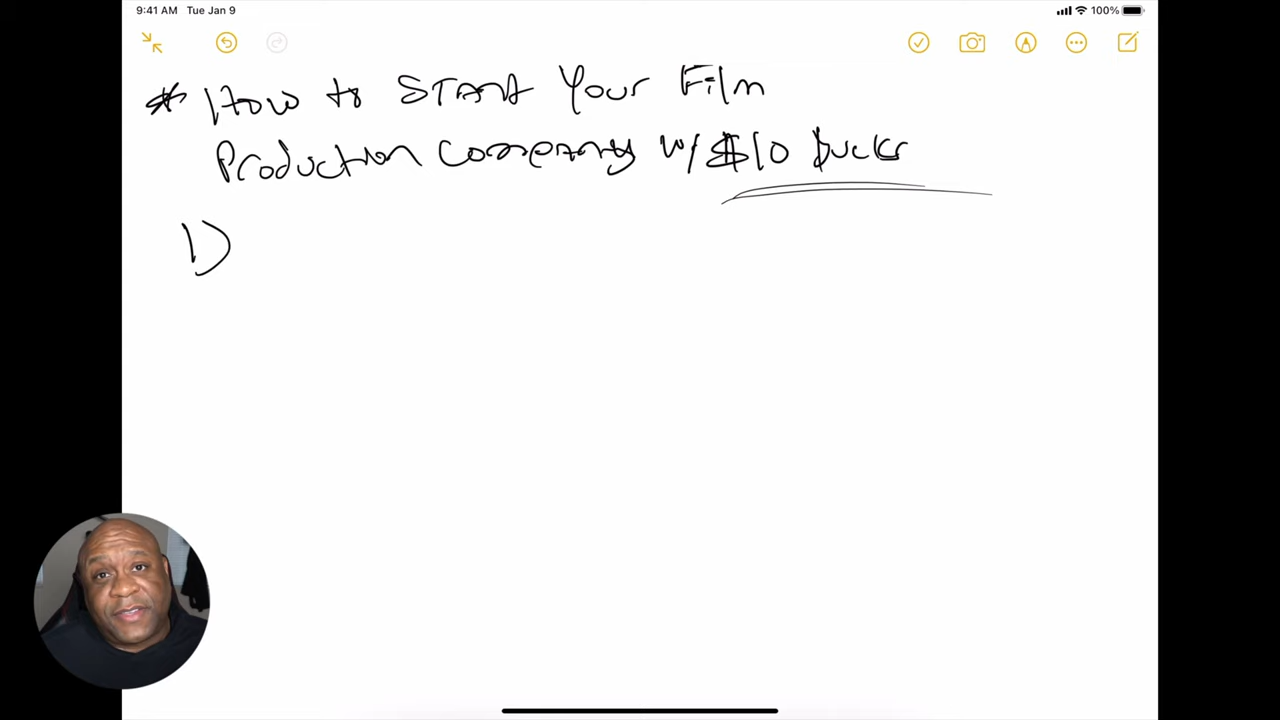 9:41 AM Tue Jan 9
100%
* How to START Your Film
Production Company w/ $10 bucks
1)